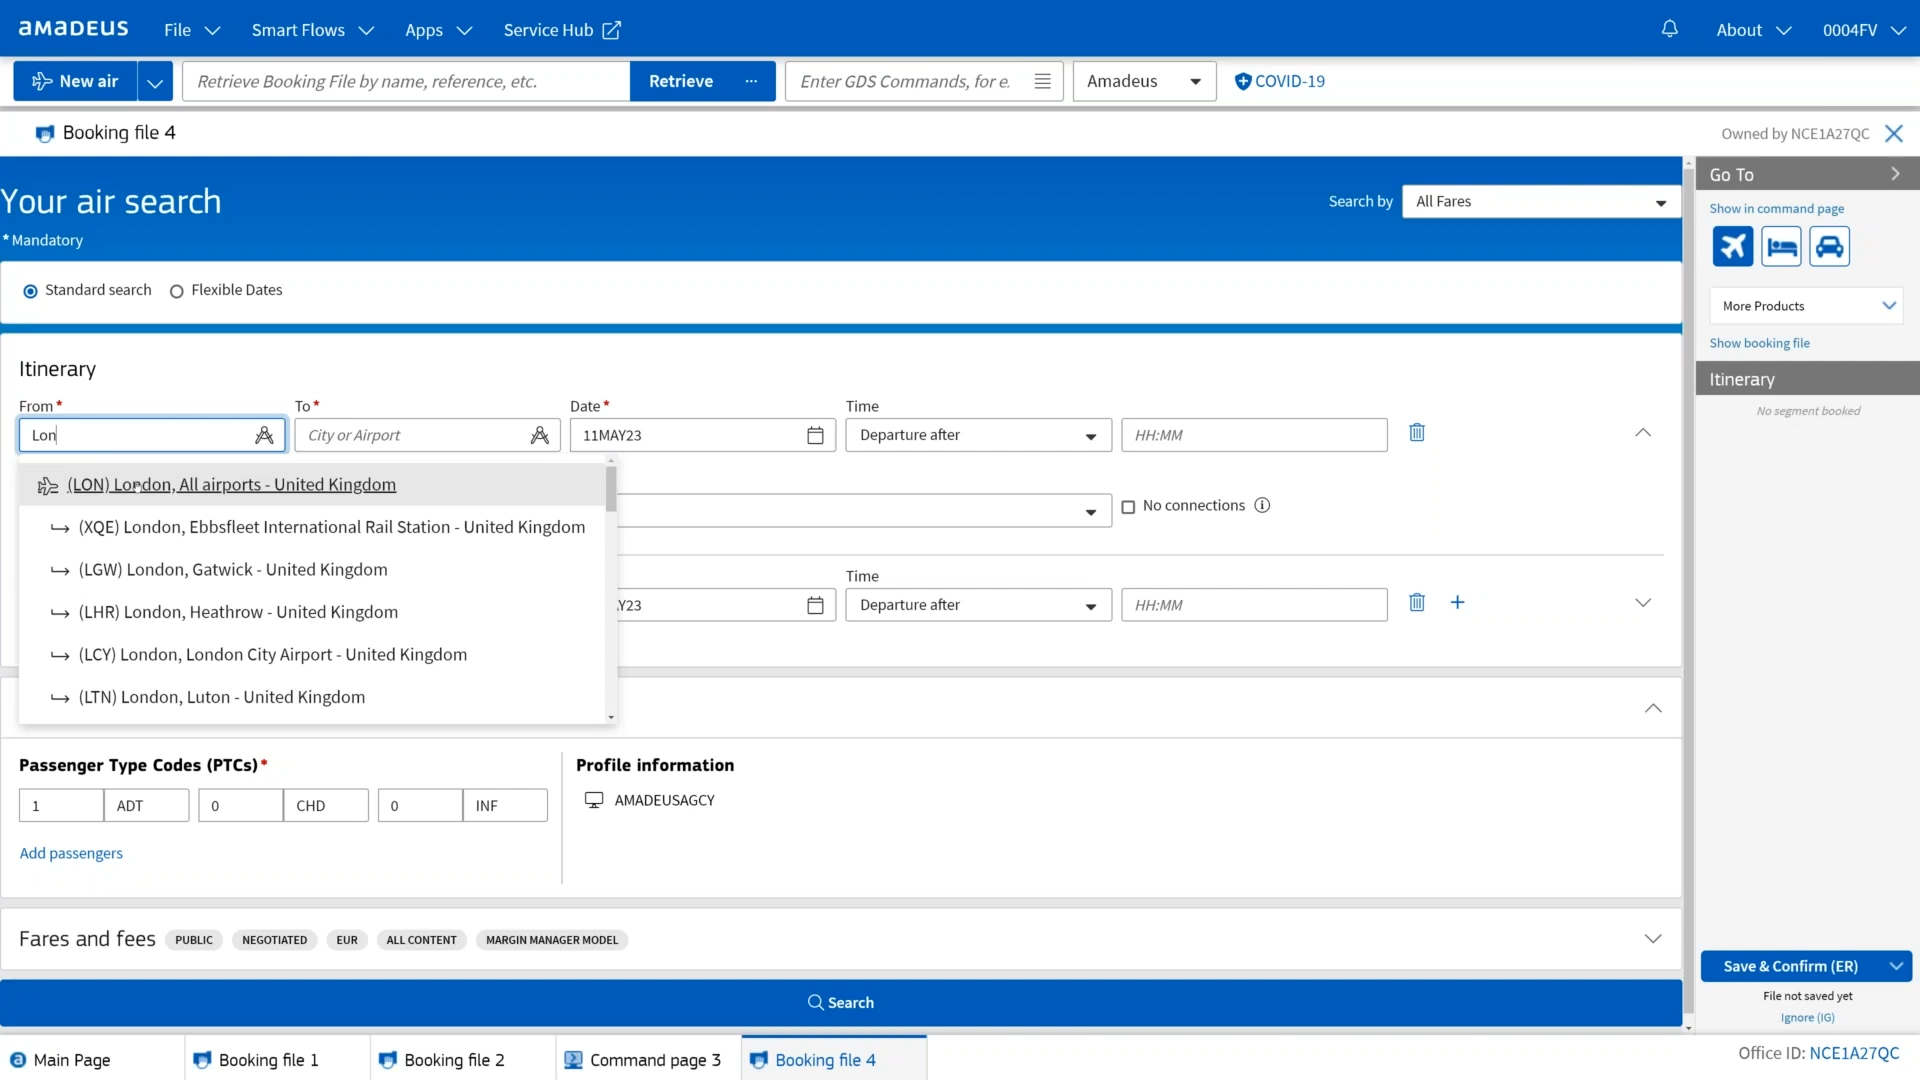 amadeus File Smart Flows Apps Service Hub About 0004FV
New air Retrieve Booking File by name, reference, etc. Retrieve ... Enter GDS Commands, for e. Amadeus COVID-19
Booking file 4 Owned by NCE1A27QC
Your air search Search by All Fares
* Mandatory
Standard search Flexible Dates
Itinerary
From * To * Date * Time
Lon City or Airport 11MAY23 Departure after HH:MM
(LON) London, All airports - United Kingdom
(XQE) London, Ebbsfleet International Rail Station - United Kingdom
No connections
(LGW) London, Gatwick - United Kingdom
Time
(LHR) London, Heathrow - United Kingdom
Y23 Departure after HH:MM
(LCY) London, London City Airport - United Kingdom
(LTN) London, Luton - United Kingdom
Passenger Type Codes (PTCs)*
1 ADT 0 CHD 0 INF
Add passengers
Profile information
AMADEUSAGCY
Fares and fees PUBLIC NEGOTIATED EUR ALL CONTENT MARGIN MANAGER MODEL
Search
Go To
Show in command page
More Products
Show booking file
Itinerary
No segment booked
Save & Confirm (ER)
File not saved yet
Ignore (IG)
Main Page Booking file 1 Booking file 2 Command page 3 Booking file 4
Office ID: NCE1A27QC